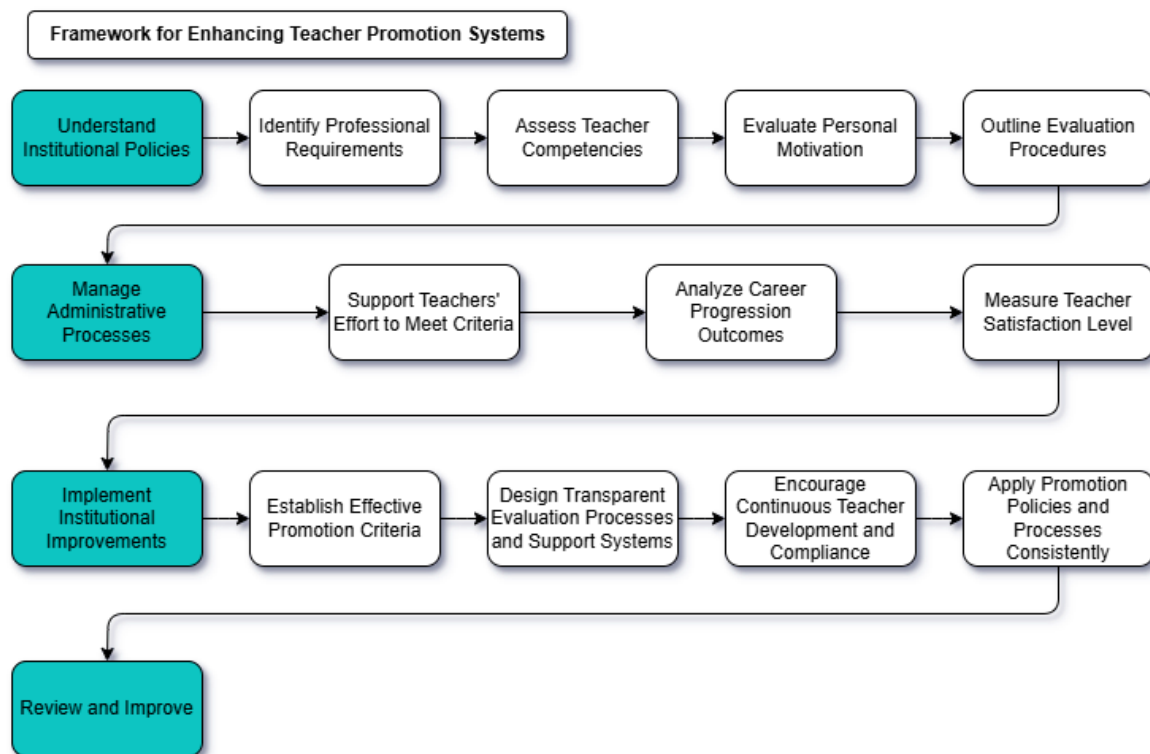 Framework for Enhancing Teacher Promotion Systems
Understand
Institutional Policies
Identify Professional
Requirements
Assess Teacher
Competencies
Evaluate Personal
Motivation
Outline Evaluation
Procedures
Manage
Administrative
Processes
Support Teachers'
Effort to Meet Criteria
Analyze Career
Progression
Outcomes
Measure Teacher
Satisfaction Level
Implement
Institutional
Improvements
Establish Effective
Promotion Criteria
Design Transparent
Evaluation Processes
and Support Systems
Encourage
Continuous Teacher
Development and
Compliance
Apply Promotion
Policies and
Processes
Consistently
Review and Improve